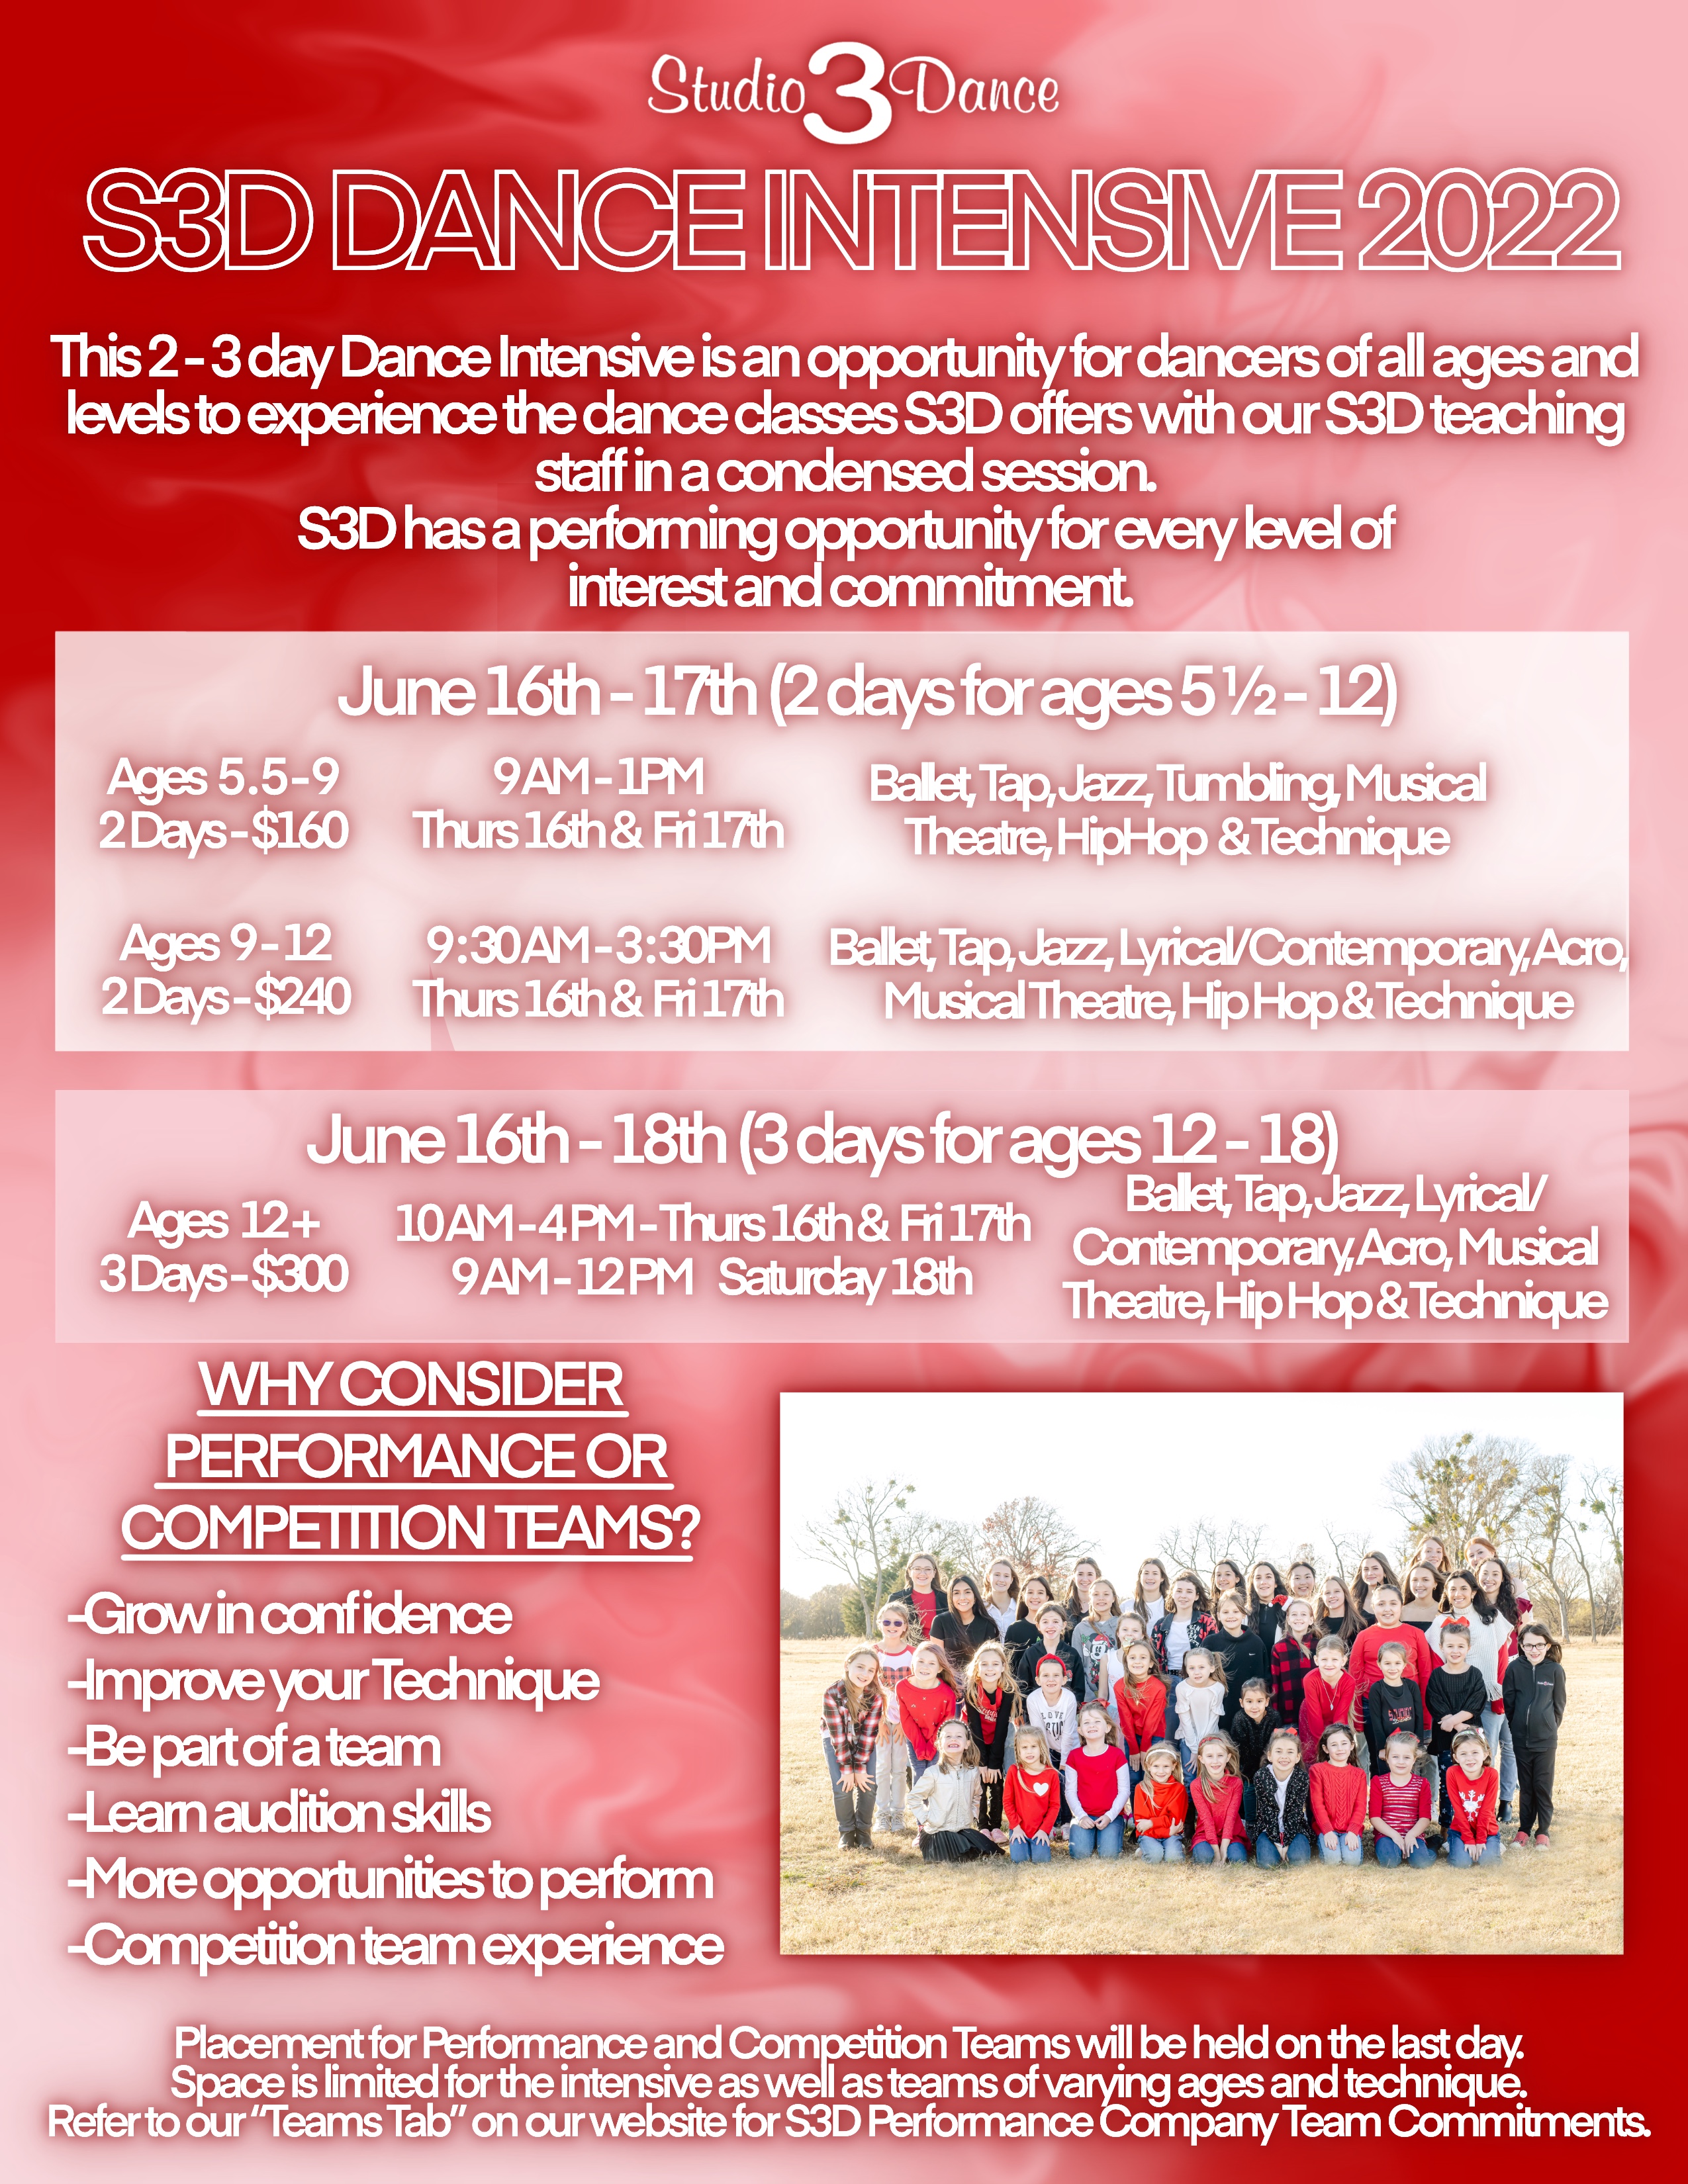 Studio 3 Dance
S3D DANCE INTENSIVE 2022
This 2 - 3 day Dance Intensive is an opportunity for dancers of all ages and
levels to experience the dance classes S3D offers with our S3D teaching
staff in a condensed session.
S3D has a performing opportunity for every level of
interest and commitment.
June 16th - 17th (2 days for ages 5 ½ - 12)
Ages 5.5-9
2 Days - $160
9AM - 1PM
Thurs 16th & Fri 17th
Ballet, Tap, Jazz, Tumbling, Musical
Theatre, HipHop & Technique
Ages 9-12
2 Days - $240
9:30AM - 3:30PM
Thurs 16th & Fri 17th
Ballet, Tap, Jazz, Lyrical/Contemporary, Acro,
Musical Theatre, Hip Hop & Technique
June 16th - 18th (3 days for ages 12 - 18)
Ages 12+
3 Days - $300
10AM - 4PM - Thurs 16th & Fri 17th
9AM - 12PM Saturday 18th
Ballet, Tap, Jazz, Lyrical/
Contemporary, Acro, Musical
Theatre, Hip Hop & Technique
WHY CONSIDER
PERFORMANCE OR
COMPETITION TEAMS?
-Grow in confidence
-Improve your Technique
-Be part of a team
-Learn audition skills
-More opportunities to perform
-Competition team experience
Placement for Performance and Competition Teams will be held on the last day.
Space is limited for the intensive as well as teams of varying ages and technique.
Refer to our "Teams Tab" on our website for S3D Performance Company Team Commitments.